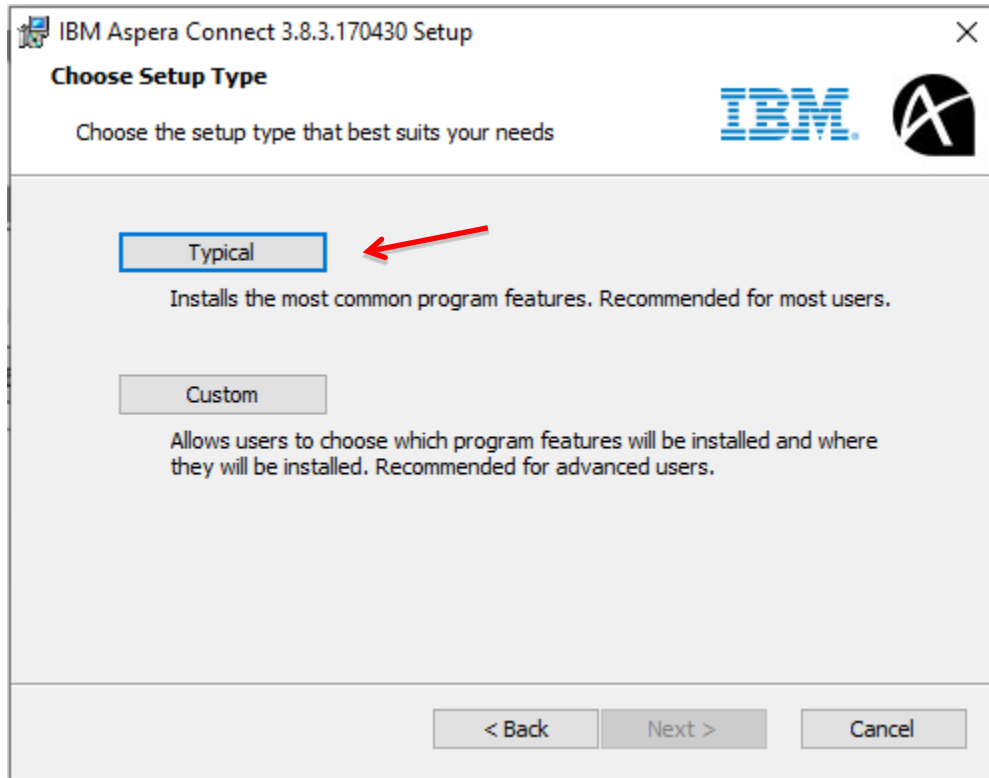 IBM Aspera Connect 3.8.3.170430 Setup
Choose Setup Type
Choose the setup type that best suits your needs
IBM.
Typical
Installs the most common program features. Recommended for most users.
Custom
Allows users to choose which program features will be installed and where
they will be installed. Recommended for advanced users.
< Back
Next >
Cancel